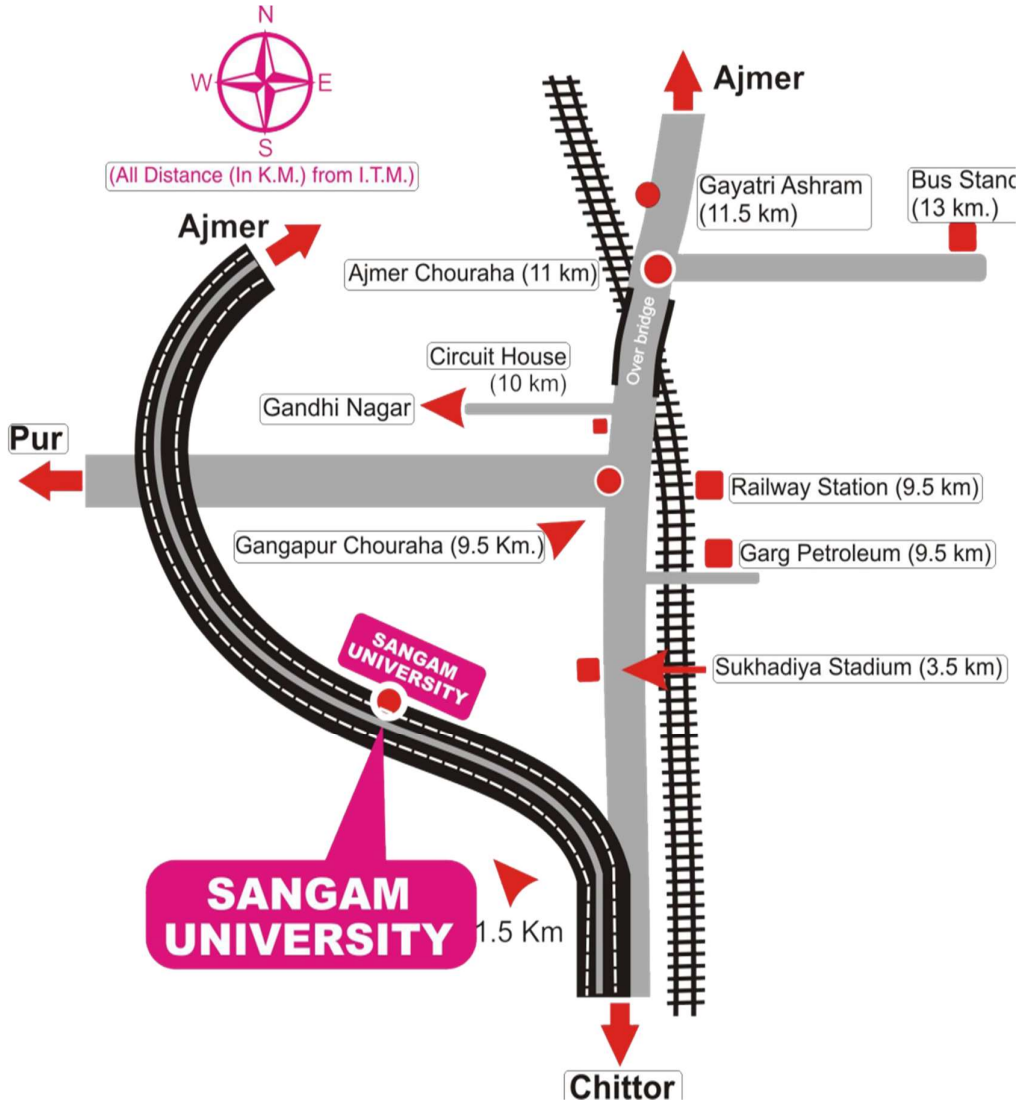 N
W E
S
(All Distance (In K.M.) from I.T.M.)
Ajmer
Ajmer
Gayatri Ashram
(11.5 km)
Bus Stand
(13 km.)
Ajmer Chouraha (11 km)
Over bridge
Circuit House
(10 km)
Gandhi Nagar
Pur
Railway Station (9.5 km)
Gangapur Chouraha (9.5 Km.)
Garg Petroleum (9.5 km)
SANGAM
UNIVERSITY
Sukhadiya Stadium (3.5 km)
SANGAM
UNIVERSITY
1.5 Km
Chittor